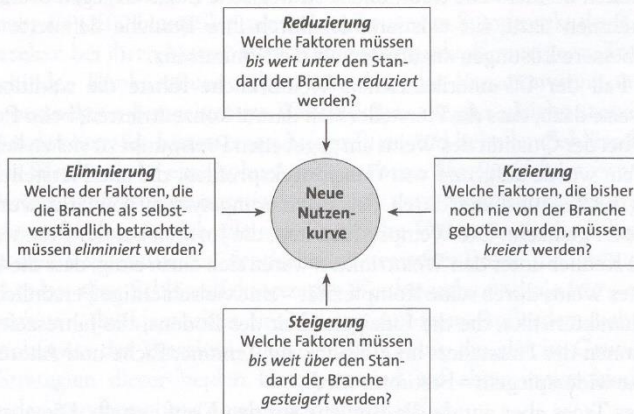 Reduzierung
Welche Faktoren müssen
bis weit unter den Stan-
dard der Branche reduziert
werden?
Eliminierung
Welche der Faktoren, die
die Branche als selbst-
verständlich betrachtet,
müssen eliminiert werden?
Neue
Nutzen-
kurve
Kreierung
Welche Faktoren, die bisher
noch nie von der Branche
geboten wurden, müssen
kreiert werden?
Steigerung
Welche Faktoren müssen
bis weit über den Stan-
dard der Branche
gesteigert werden?